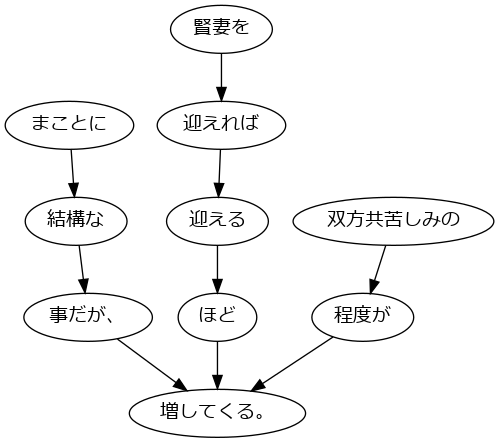 賢妻を
まことに
迎えれば
結構な
迎える
双方共苦しみの
事だが、
ほど
程度が
増してくる。